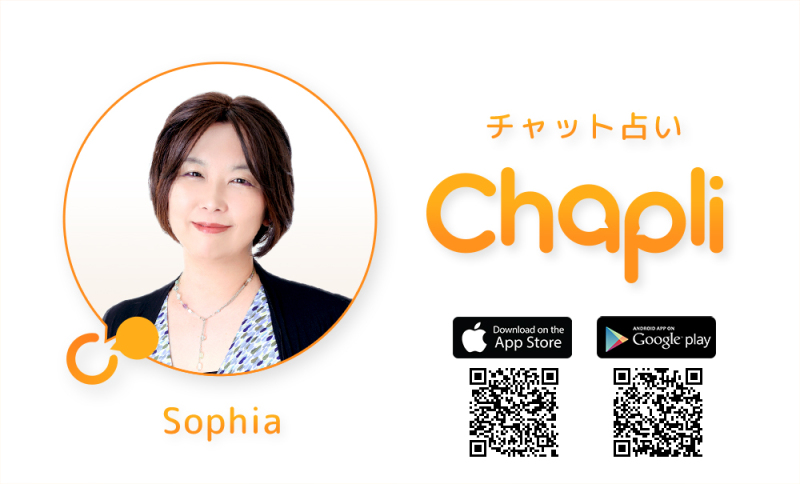 チャット占い
Chapli
Download on the
App Store
ANDROID APP ON
Google play
Sophia